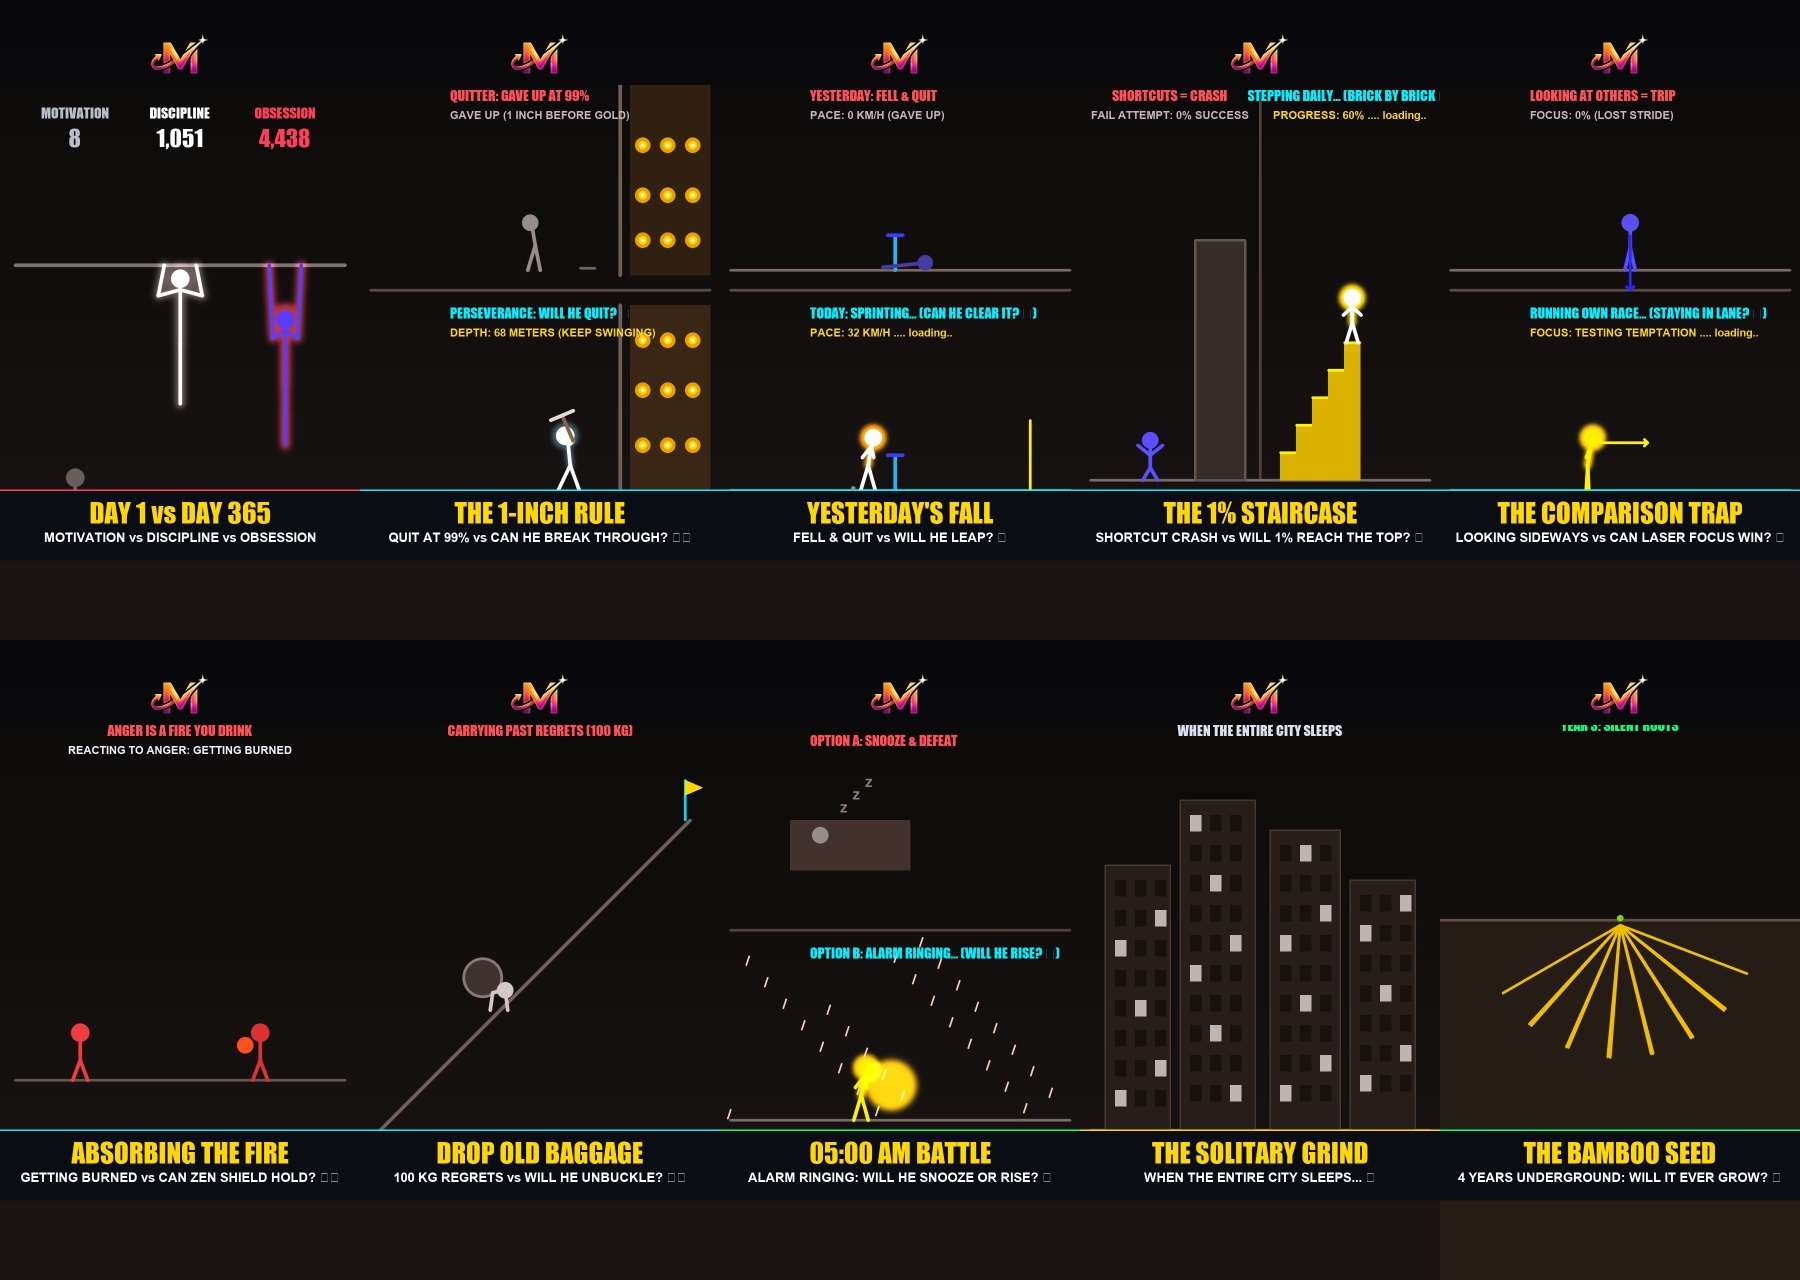 M
MOTIVATION DISCIPLINE OBSESSION
8 1,051 4,438
DAY 1 vs DAY 365
MOTIVATION vs DISCIPLINE vs OBSESSION
M
QUITTER: GAVE UP AT 99%
GAVE UP (1 INCH BEFORE GOLD)
PERSEVERANCE: WILL HE QUIT?
DEPTH: 68 METERS (KEEP SWINGING)
THE 1-INCH RULE
QUIT AT 99% vs CAN HE BREAK THROUGH?
M
YESTERDAY: FELL & QUIT
PACE: 0 KM/H (GAVE UP)
TODAY: SPRINTING... (CAN HE CLEAR IT? )
PACE: 32 KM/H .... loading..
YESTERDAY'S FALL
FELL & QUIT vs WILL HE LEAP?
M
SHORTCUTS = CRASH
FAIL ATTEMPT: 0% SUCCESS
STEPPING DAILY... (BRICK BY BRICK
PROGRESS: 60% .... loading..
THE 1% STAIRCASE
SHORTCUT CRASH vs WILL 1% REACH THE TOP?
M
LOOKING AT OTHERS = TRIP
FOCUS: 0% (LOST STRIDE)
RUNNING OWN RACE... (STAYING IN LANE? )
FOCUS: TESTING TEMPTATION .... loading..
THE COMPARISON TRAP
LOOKING SIDEWAYS vs CAN LASER FOCUS WIN?
M
ANGER IS A FIRE YOU DRINK
REACTING TO ANGER: GETTING BURNED
ABSORBING THE FIRE
GETTING BURNED vs CAN ZEN SHIELD HOLD?
M
CARRYING PAST REGRETS (100 KG)
DROP OLD BAGGAGE
100 KG REGRETS vs WILL HE UNBUCKLE?
M
OPTION A: SNOOZE & DEFEAT
z
z
z
OPTION B: ALARM RINGING... (WILL HE RISE? )
05:00 AM BATTLE
ALARM RINGING: WILL HE SNOOZE OR RISE?
M
WHEN THE ENTIRE CITY SLEEPS
THE SOLITARY GRIND
WHEN THE ENTIRE CITY SLEEPS...
M
YEAR 3: SILENT ROOTS
THE BAMBOO SEED
4 YEARS UNDERGROUND: WILL IT EVER GROW?